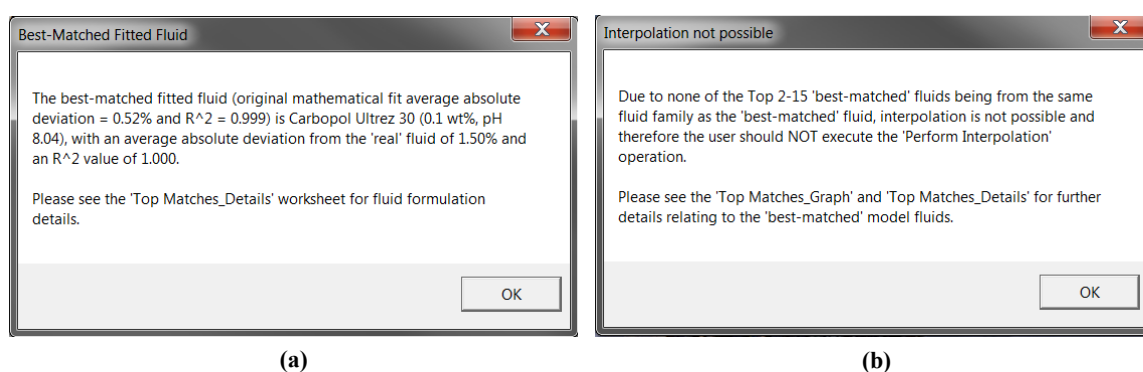 Best-Matched Fitted Fluid
The best-matched fitted fluid (original mathematical fit average absolute
deviation = 0.52% and R^2 = 0.999) is Carbopol Ultrez 30 (0.1 wt%, pH
8.04), with an average absolute deviation from the 'real' fluid of 1.50% and
an R^2 value of 1.000.
Please see the 'Top Matches_Details' worksheet for fluid formulation
details.
OK
(a)
Interpolation not possible
Due to none of the Top 2-15 'best-matched' fluids being from the same
fluid family as the 'best-matched' fluid, interpolation is not possible and
therefore the user should NOT execute the 'Perform Interpolation'
operation.
Please see the 'Top Matches_Graph' and 'Top Matches_Details' for further
details relating to the 'best-matched' model fluids.
OK
(b)